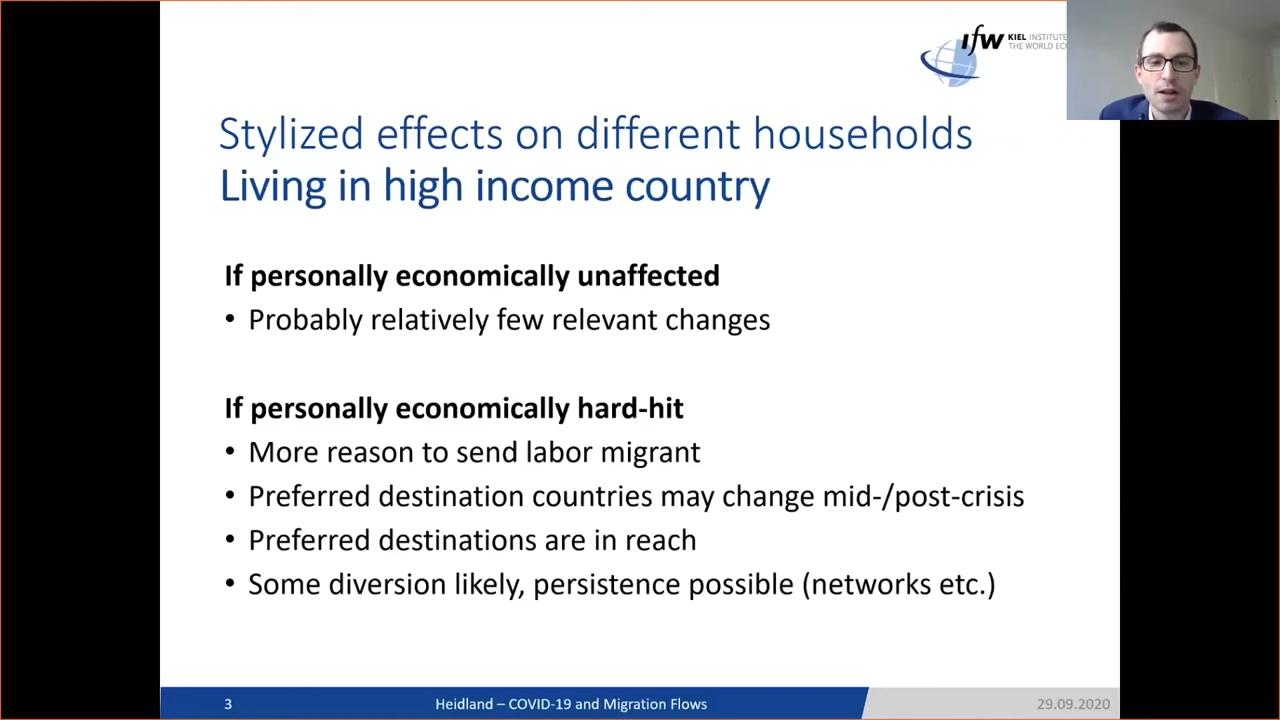 ifW KIEL INSTITUTE
THE WORLD
Stylized effects on different households
Living in high income country
If personally economically unaffected
• Probably relatively few relevant changes
If personally economically hard-hit
• More reason to send labor migrant
• Preferred destination countries may change mid-/post-crisis
• Preferred destinations are in reach
• Some diversion likely, persistence possible (networks etc.)
3 Heidland – COVID-19 and Migration Flows 29.09.2020